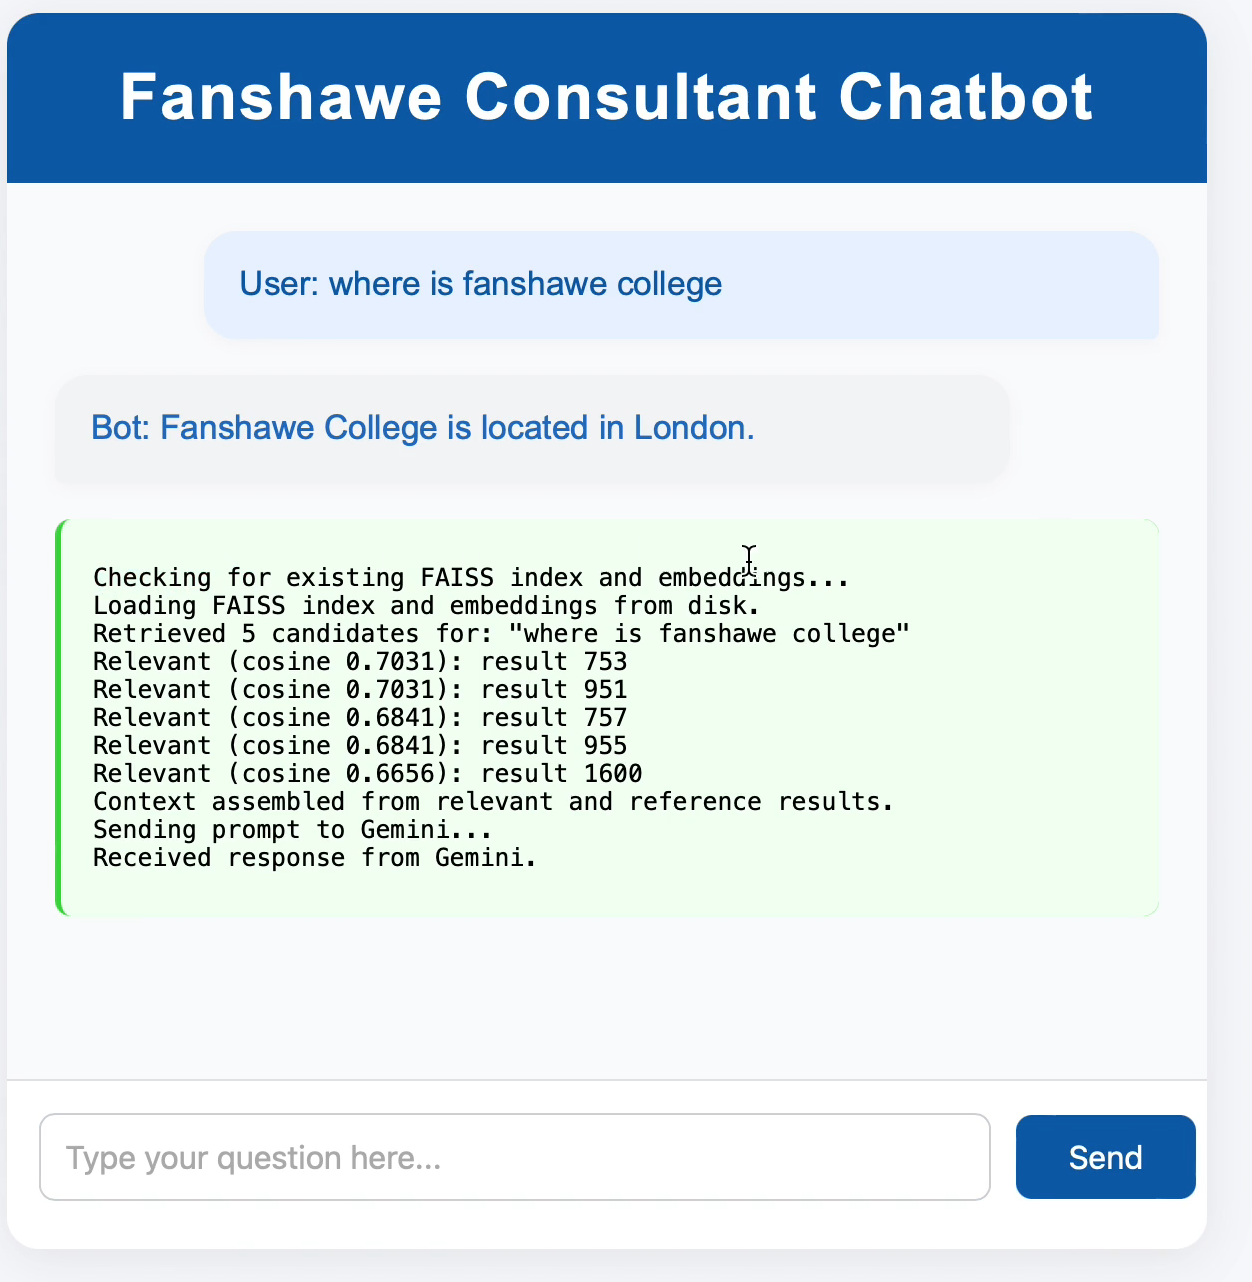 Fanshawe Consultant Chatbot
User: where is fanshawe college
Bot: Fanshawe College is located in London.
Checking for existing FAISS index and embeddings...
Loading FAISS index and embeddings from disk.
Retrieved 5 candidates for: "where is fanshawe college"
Relevant (cosine 0.7031): result 753
Relevant (cosine 0.7031): result 951
Relevant (cosine 0.6841): result 757
Relevant (cosine 0.6841): result 955
Relevant (cosine 0.6656): result 1600
Context assembled from relevant and reference results.
Sending prompt to Gemini...
Received response from Gemini.
Type your question here...
Send